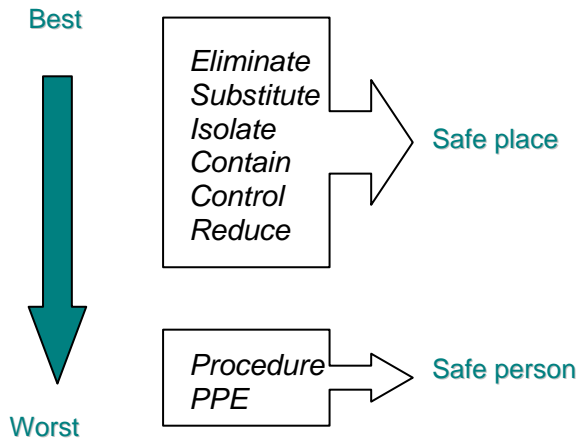 Best
Eliminate
Substitute
Isolate
Contain
Control
Reduce
Safe place
Procedure
PPE
Safe person
Worst